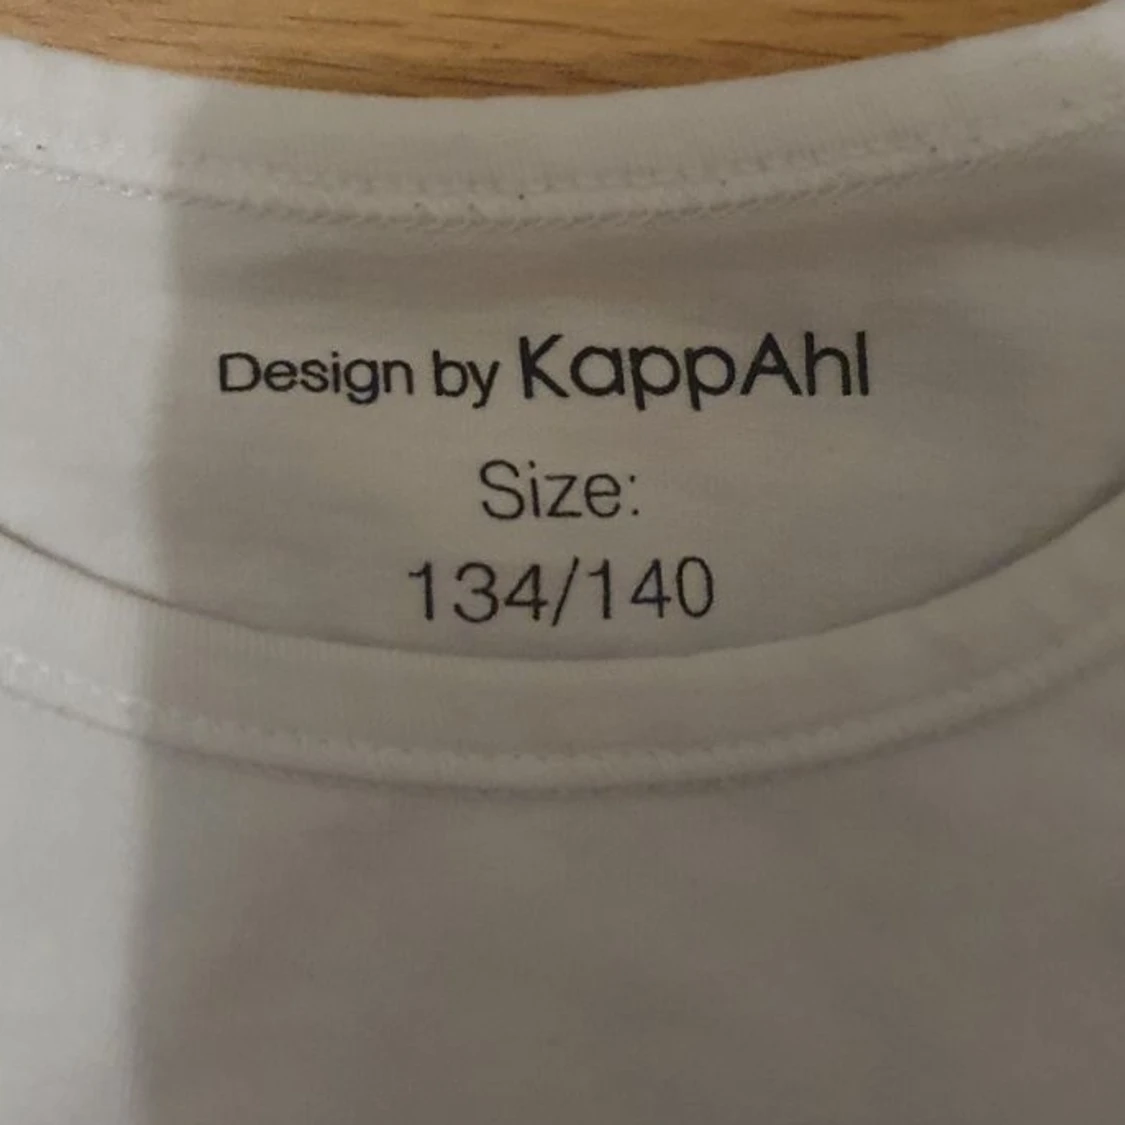 Design by KappAhl
Size:
134/140